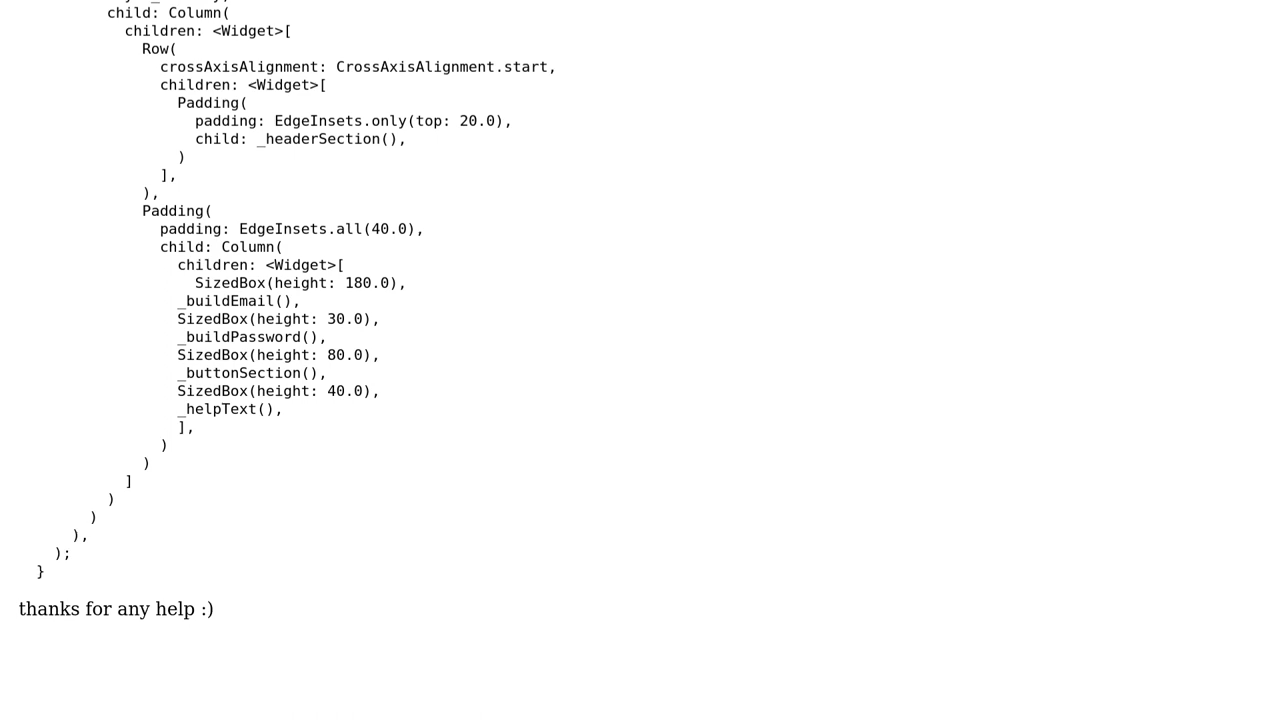 child: Column(
children: <Widget>[
Row(
crossAxisAlignment: CrossAxisAlignment.start,
children: <Widget>[
Padding(
padding: EdgeInsets.only(top: 20.0),
child: _headerSection(),
)
],
),
Padding(
padding: EdgeInsets.all(40.0),
child: Column(
children: <Widget>[
SizedBox(height: 180.0),
_buildEmail(),
SizedBox(height: 30.0),
_buildPassword(),
SizedBox(height: 80.0),
_buttonSection(),
SizedBox(height: 40.0),
_helpText(),
],
)
)
]
)
)
),
);
}
thanks for any help :)